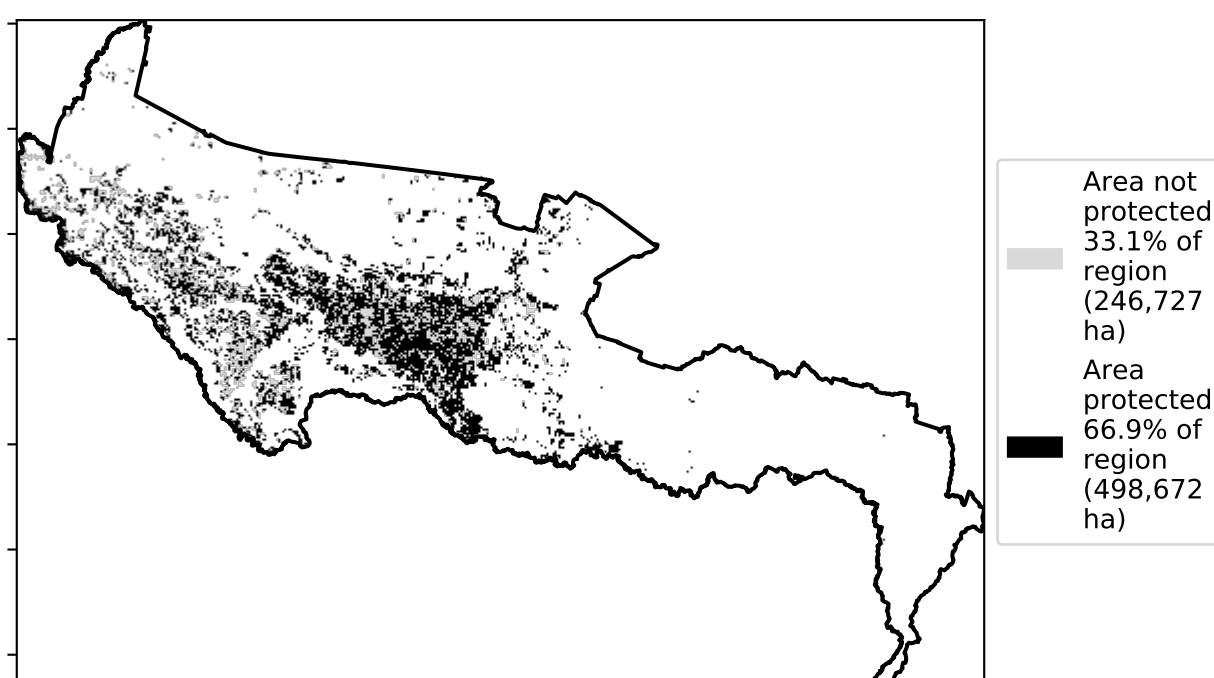 Area not
protected
33.1% of
region
(246,727
ha)
Area
protected
66.9% of
region
(498,672
ha)